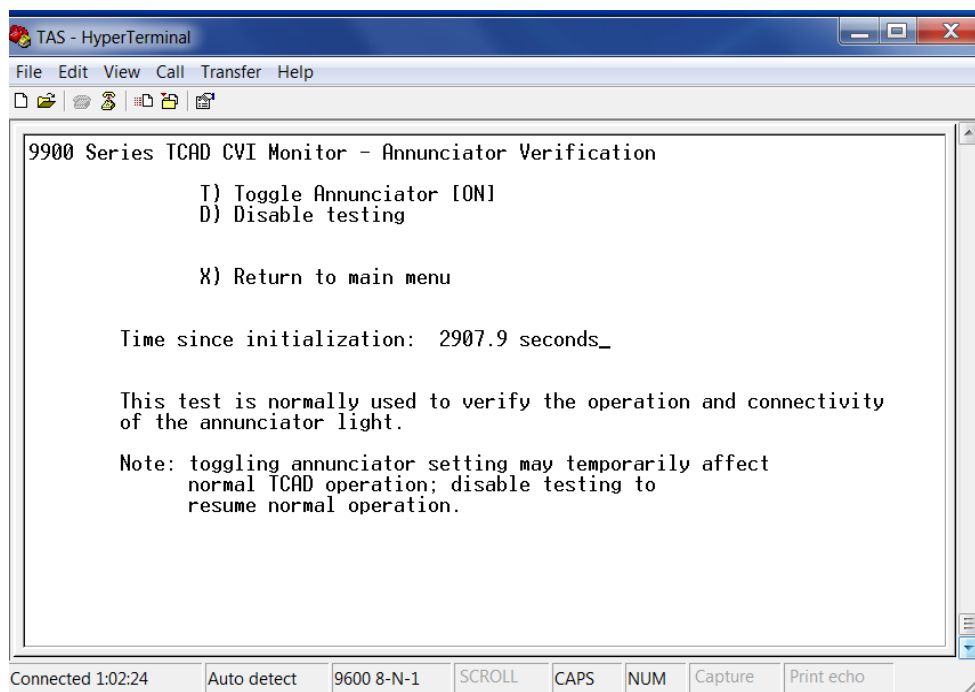 TAS - HyperTerminal
File Edit View Call Transfer Help
9900 Series TCAD CVI Monitor - Annunciator Verification
T) Toggle Annunciator [ON]
D) Disable testing
X) Return to main menu
Time since initialization: 2907.9 seconds_
This test is normally used to verify the operation and connectivity
of the annunciator light.
Note: toggling annunciator setting may temporarily affect
normal TCAD operation; disable testing to
resume normal operation.
Connected 1:02:24 Auto detect 9600 8-N-1 SCROLL CAPS NUM Capture Print echo